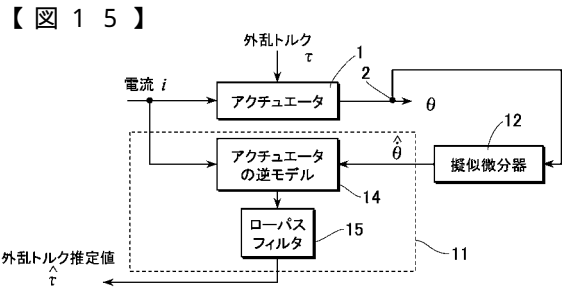 【図１５】
外乱トルク
τ
1
電流 i
アクチュエータ
2
θ
12
擬似微分器
アクチュエータ
の逆モデル
14
ローパス
フィルタ
15
11
外乱トルク推定値
τ̂